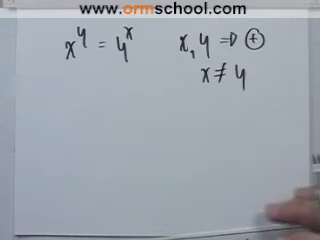 www.ormschool.com
x^y = y^x x, y ⇒ ⊕
x ≠ y